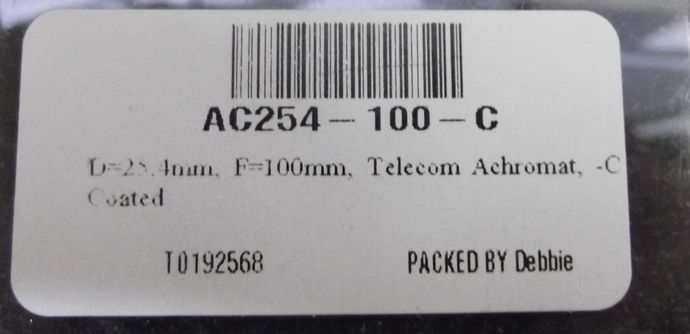 AC254-100-C
D=25.4mm, F=100mm, Telecom Achromat, -C
Coated
T0192568
PACKED BY Debbie